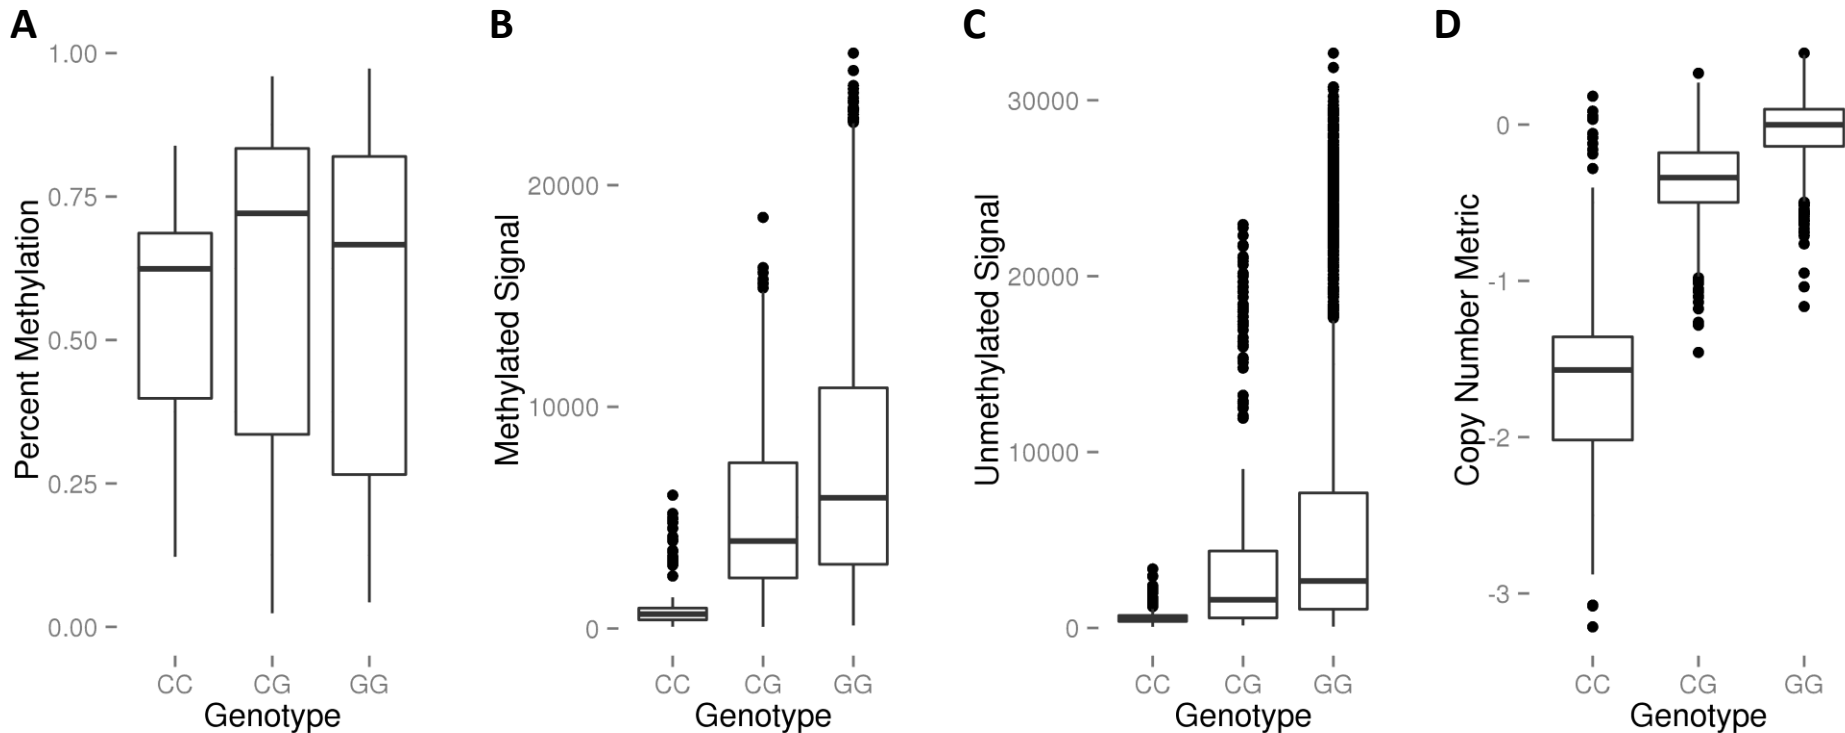 A
Percent Methylation
1.00
0.75
0.50
0.25
0.00
CC CG GG
Genotype
B
Methylated Signal
20000
10000
0
CC CG GG
Genotype
C
Unmethylated Signal
30000
20000
10000
0
CC CG GG
Genotype
D
Copy Number Metric
0
-1
-2
-3
CC CG GG
Genotype